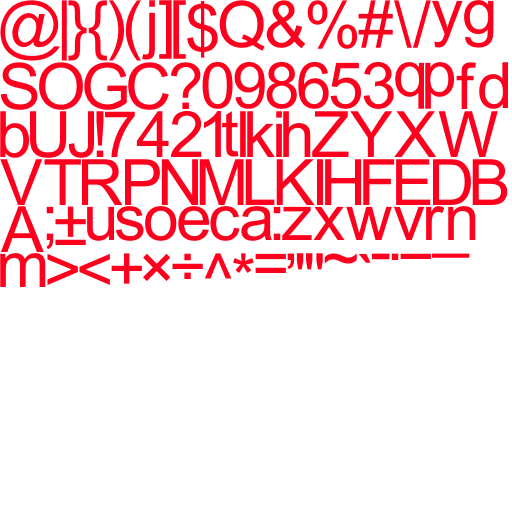 @|}{)(j][$Q&%#\/yg
SOGC?098653qpfd
bUJ!7421tlkihZYXW
VTRPNMLKIHFEDB
A;±usoeca:zxwvrn
m><+×÷^*=”"'~`-·¯—